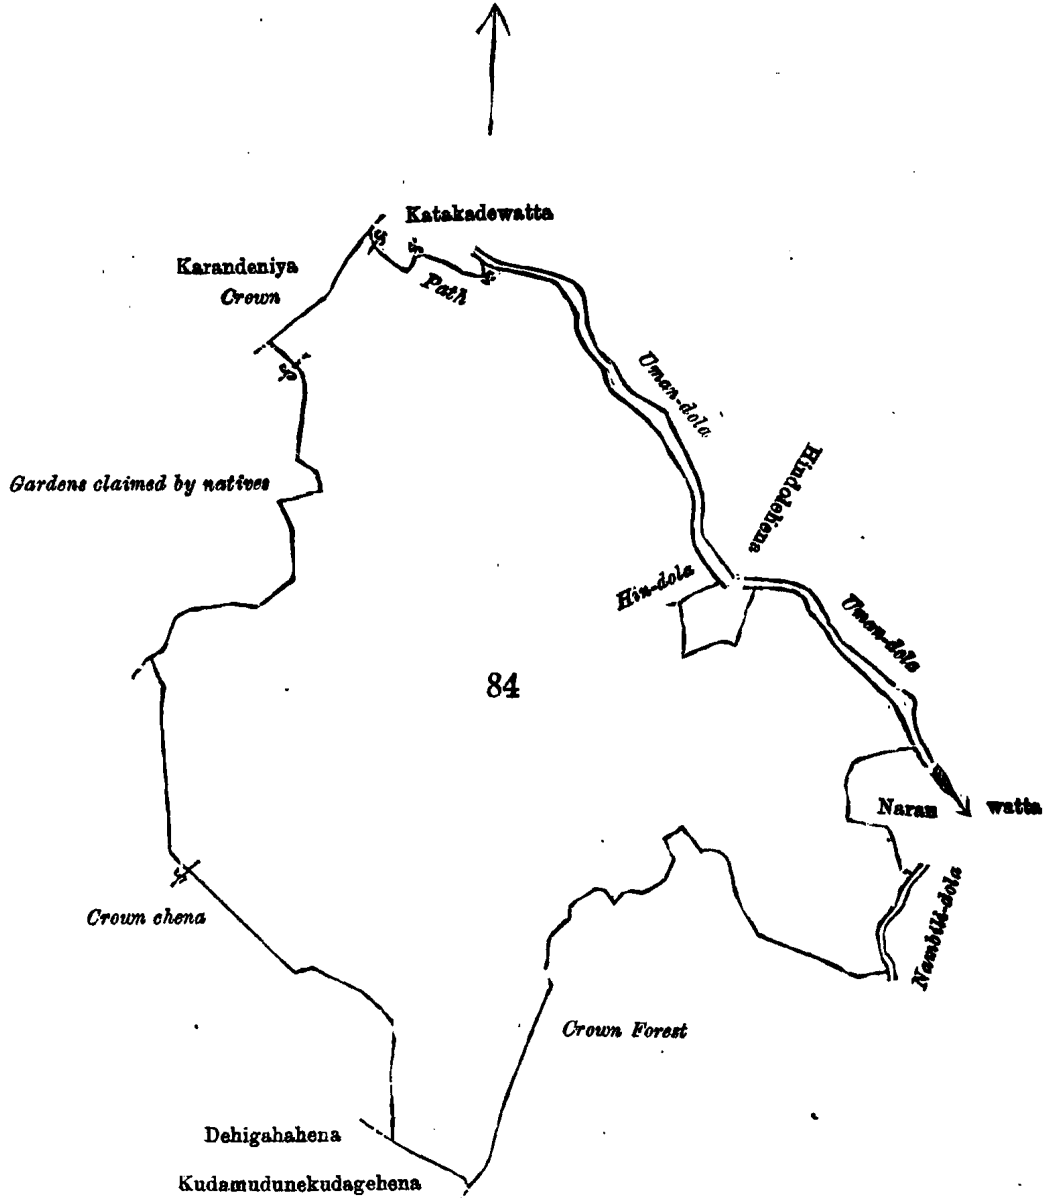 Katakadewatta
Karandeniya
Crown
Path
Uman-dola
Gardens claimed by natives
Hindolehena
Hin-dola
Uman-dola
84
Naran watta
Crown chena
Nambili-dola
Crown Forest
Dehigahahena
Kudamudunekudagehena